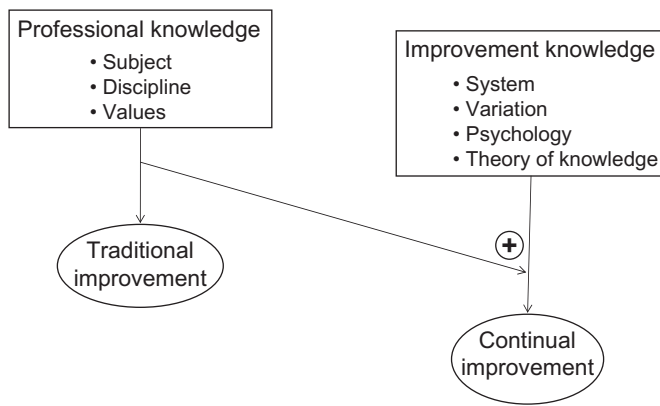 Professional knowledge
• Subject
• Discipline
• Values
Improvement knowledge
• System
• Variation
• Psychology
• Theory of knowledge
+
Traditional
improvement
Continual
improvement